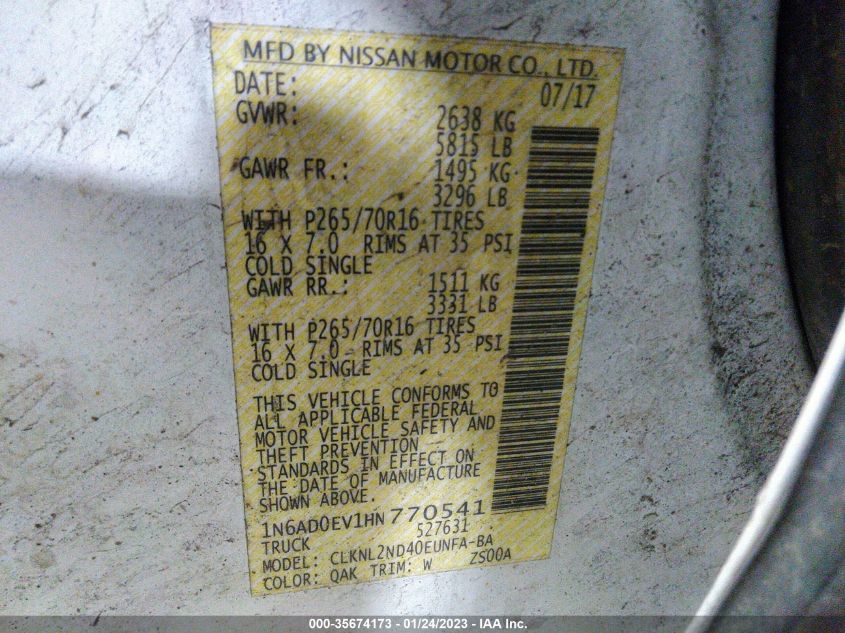 MFD BY NISSAN MOTOR CO., LTD.
DATE: 07/17
GVWR: 2638 KG
5815 LB
GAWR FR.: 1495 KG
3296 LB
WITH P265/70R16 TIRES
16 X 7.0 RIMS AT 35 PSI
COLD SINGLE
GAWR RR.: 1511 KG
3331 LB
WITH P265/70R16 TIRES
16 X 7.0 RIMS AT 35 PSI
COLD SINGLE
THIS VEHICLE CONFORMS TO
ALL APPLICABLE FEDERAL
MOTOR VEHICLE SAFETY AND
THEFT PREVENTION
STANDARDS IN EFFECT ON
THE DATE OF MANUFACTURE
SHOWN ABOVE.
1N6AD0EV1HN770541
TRUCK 527631
MODEL: CLKNL2ND40EUNFA-BA
COLOR: QAK TRIM: W ZS00A
000-35674173 - 01/24/2023 - IAA Inc.